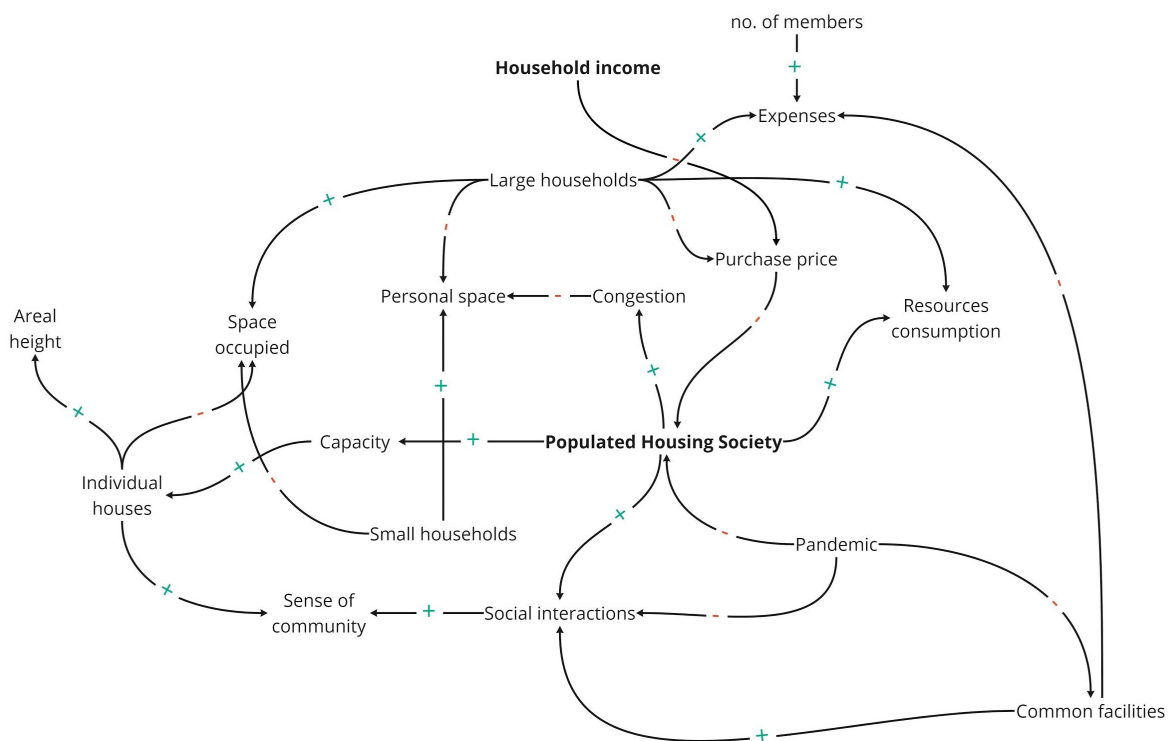 no. of members
+
Household income
Expenses
+
-
Large households
+
+
-
-
Purchase price
Personal space
-
Congestion
Resources
consumption
Areal
height
Space
occupied
-
-
+
+
+
+
-
Capacity
+
Populated Housing Society
+
Individual
houses
-
+
Small households
-
Pandemic
+
Sense of
community
+
Social interactions
-
-
Common facilities
+